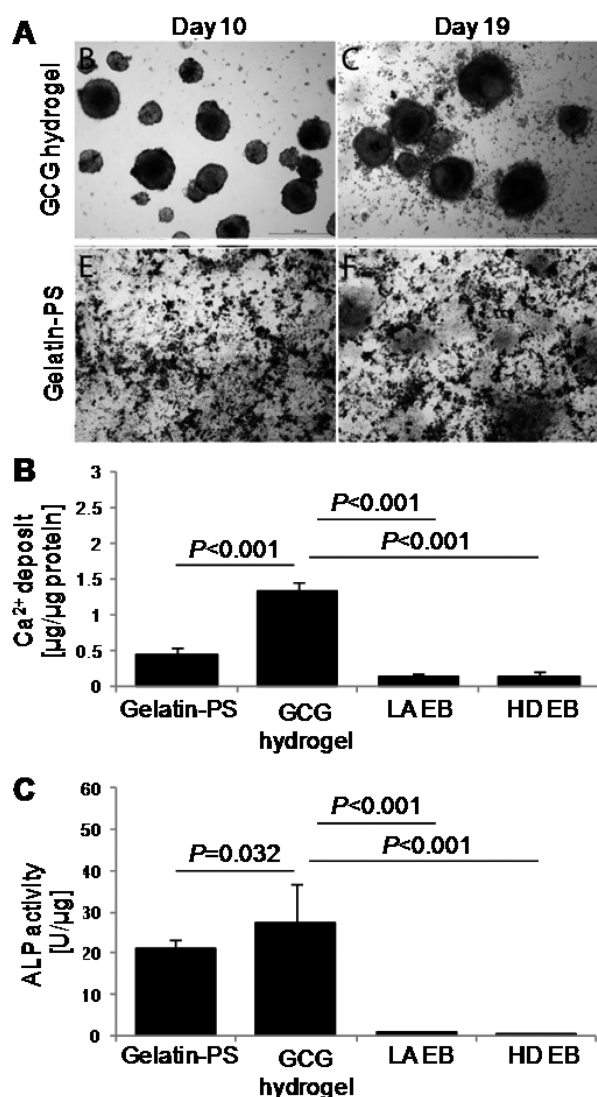 Day 10 Day 19
A
GCG hydrogel
B C
Gelatin-PS
E F
B
Ca²⁺ deposit
[µg/µg protein]
3
2.5
2
1.5
1
0.5
0
P<0.001
P<0.001
P<0.001
Gelatin-PS GCG hydrogel LA EB HD EB
C
ALP activity
[U/µg]
60
50
40
30
20
10
0
P<0.001
P=0.032
P<0.001
Gelatin-PS GCG hydrogel LA EB HD EB